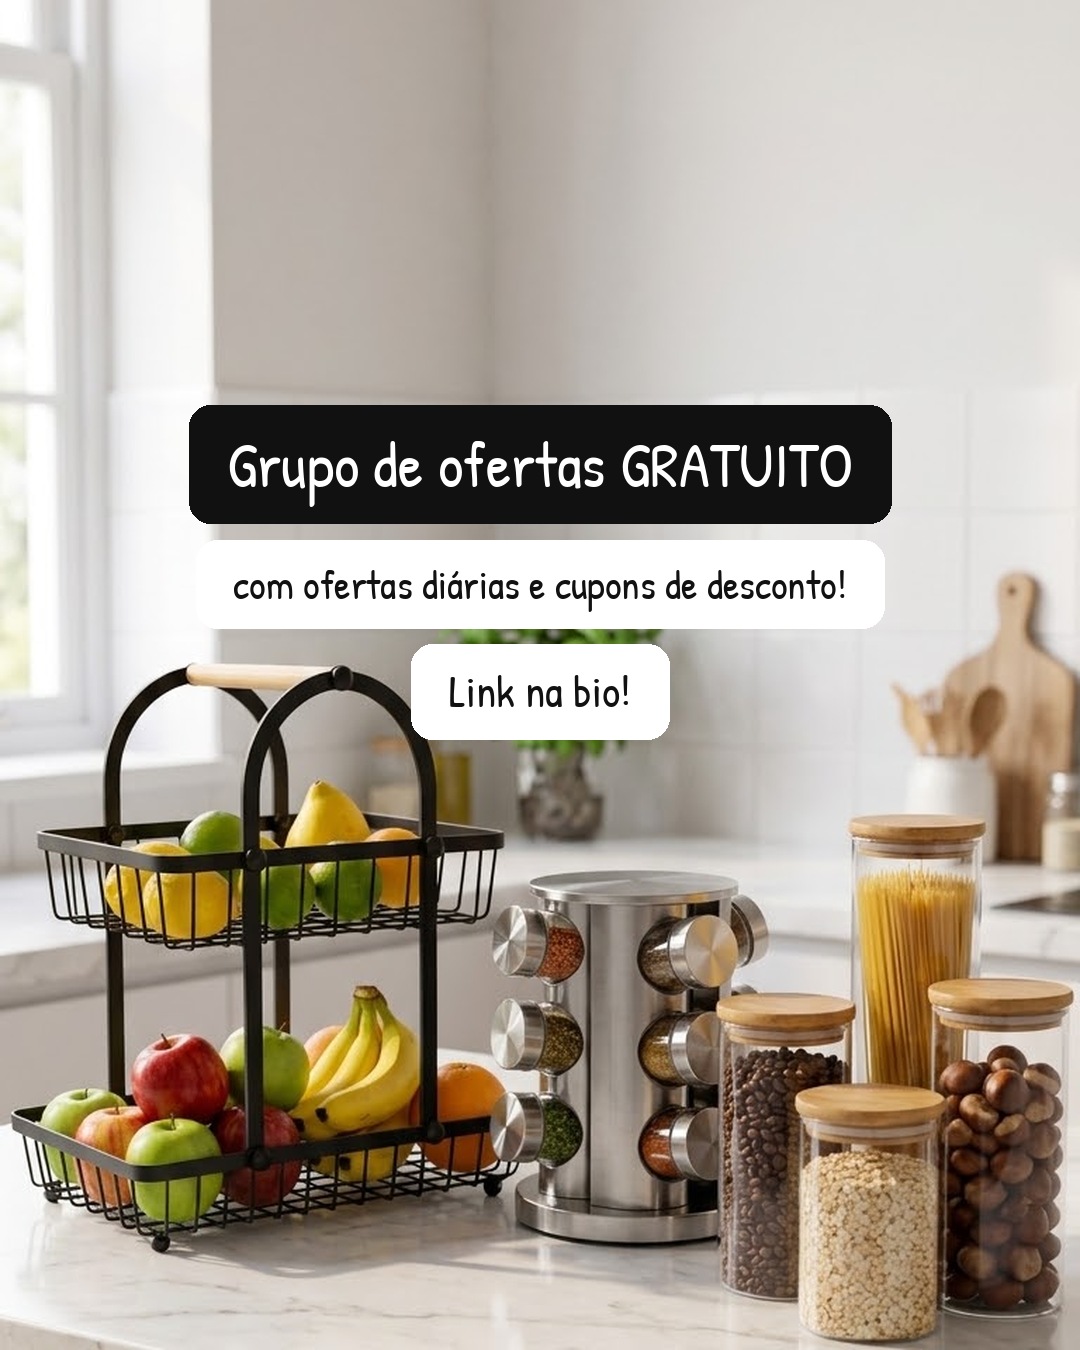 Grupo de ofertas GRATUITO
com ofertas diárias e cupons de desconto!
Link na bio!